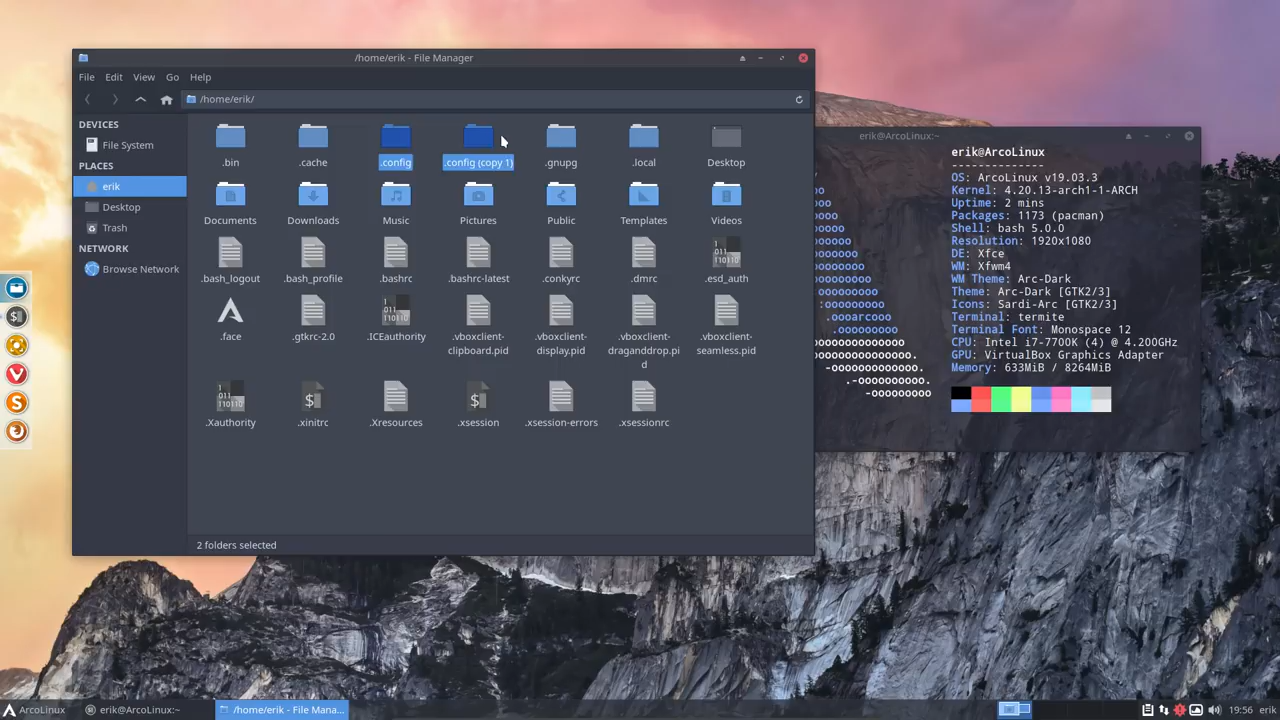 /home/erik - File Manager
File Edit View Go Help
/home/erik/
DEVICES
File System
PLACES
erik
Desktop
Trash
NETWORK
Browse Network
.bin .cache .config .config (copy 1) .gnupg .local Desktop
Documents Downloads Music Pictures Public Templates Videos
.bash_logout .bash_profile .bashrc .bashrc-latest .conkyrc .dmrc .esd_auth
.face .gtkrc-2.0 .ICEauthority .vboxclient-clipboard.pid .vboxclient-display.pid .vboxclient-draganddrop.pid .vboxclient-seamless.pid
.Xauthority .xinitrc .Xresources .xsession .xsession-errors .xsessionrc
2 folders selected
erik@ArcoLinux:~
erik@ArcoLinux
--------------
OS: ArcoLinux v19.03.3
Kernel: 4.20.13-arch1-1-ARCH
Uptime: 2 mins
Packages: 1173 (pacman)
Shell: bash 5.0.0
Resolution: 1920x1080
DE: Xfce
WM: Xfwm4
WM Theme: Arc-Dark
Theme: Arc-Dark [GTK2/3]
Icons: Sardi-Arc [GTK2/3]
Terminal: termite
Terminal Font: Monospace 12
CPU: Intel i7-7700K (4) @ 4.200GHz
GPU: VirtualBox Graphics Adapter
Memory: 633MiB / 8264MiB
ArcoLinux erik@ArcoLinux:~ /home/erik - File Mana... 19:56 erik